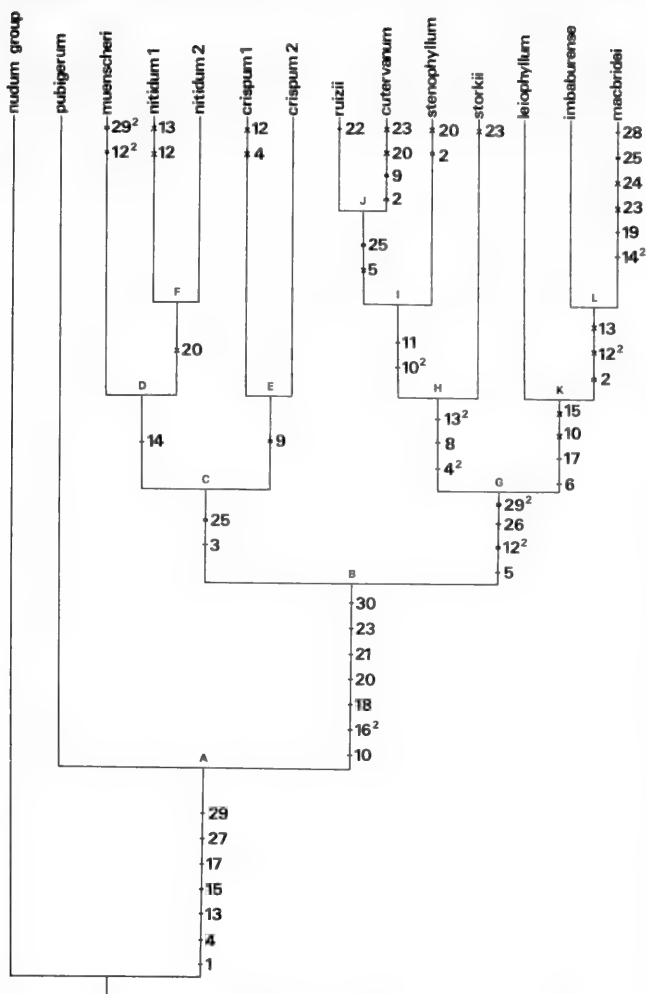 nudum group
pubigerum
muenscheri
nitidum 1
nitidum 2
crispum 1
crispum 2
ruizii
cutervanum
stenophyllum
storkii
leiophyllum
imbaburense
macbridei
29²
12²
13
12
12
4
22
23
20
9
2
20
2
23
28
25
24
23
19
14²
J
25
5
F
I
L
20
11
10²
13
12²
2
D
E
H
K
14
9
13²
8
4²
15
10
17
6
C
G
25
3
29²
26
12²
5
B
30
23
21
20
18
16²
10
A
29
27
17
15
13
4
1